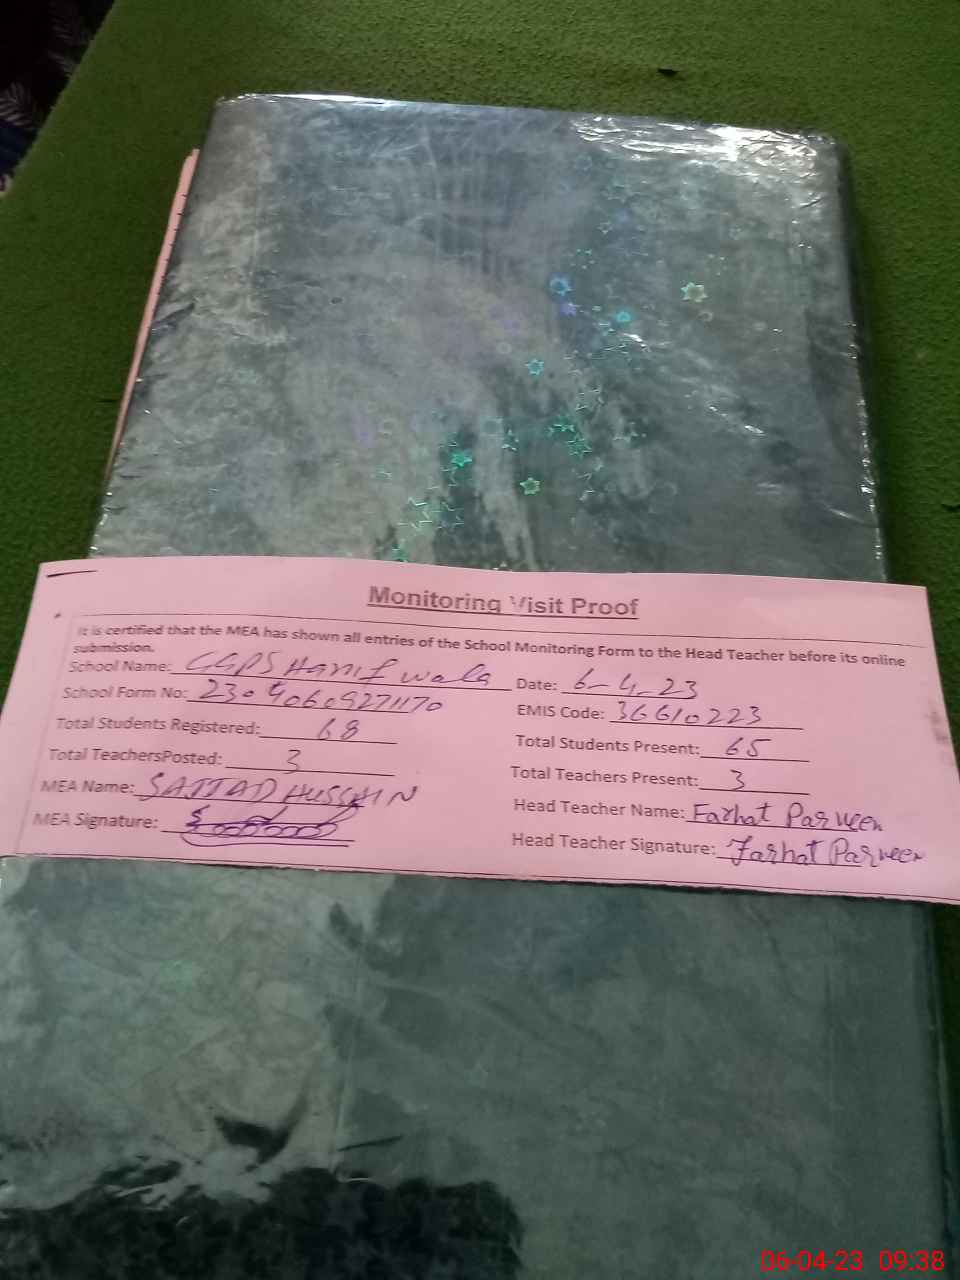 Monitoring Visit Proof
It is certified that the MEA has shown all entries of the School Monitoring Form to the Head Teacher before its online
submission.
School Name: GGPS Hanif wala Date: 6-4-23
School Form No: 23040609271170 EMIS Code: 36610223
Total Students Registered: 68 Total Students Present: 65
Total TeachersPosted: 3 Total Teachers Present: 3
MEA Name: SAJJAD HUSSAIN Head Teacher Name: Farhat Parveen
MEA Signature: Head Teacher Signature: Farhat Parveen
06-04-23 09:38